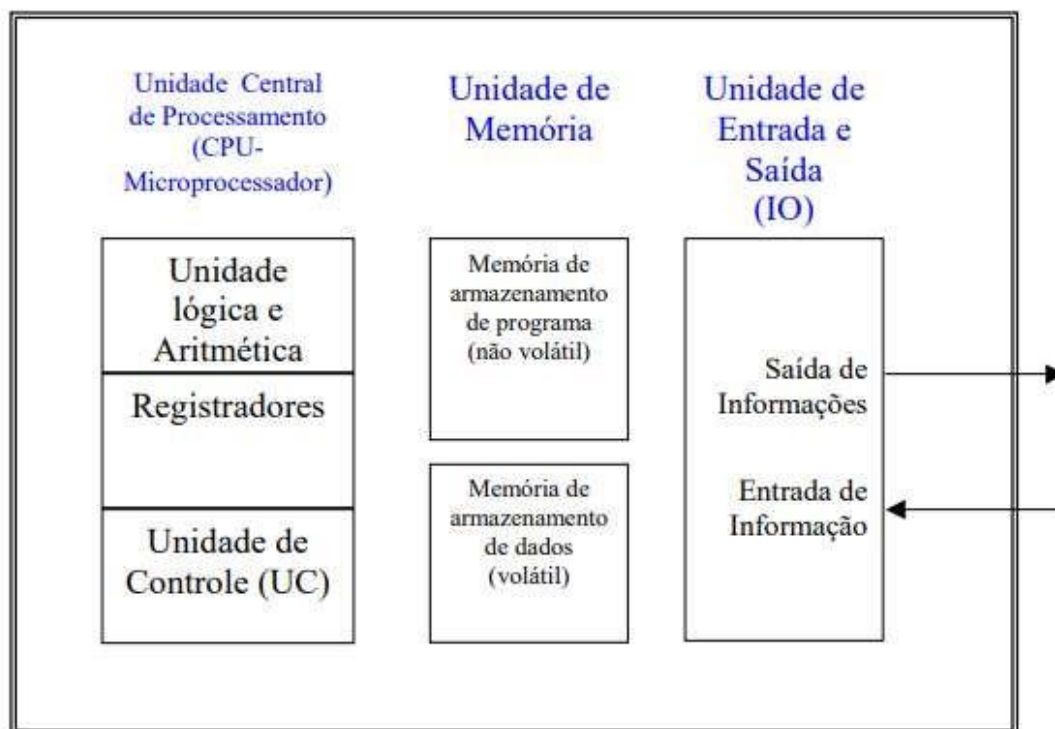 Unidade Central
de Processamento
(CPU-
Microprocessador)
Unidade de
Memória
Unidade de
Entrada e
Saída
(IO)
Unidade
lógica e
Aritmética
Registradores
Unidade de
Controle (UC)
Memória de
armazenamento
de programa
(não volátil)
Memória de
armazenamento
de dados
(volátil)
Saída de
Informações
Entrada de
Informação